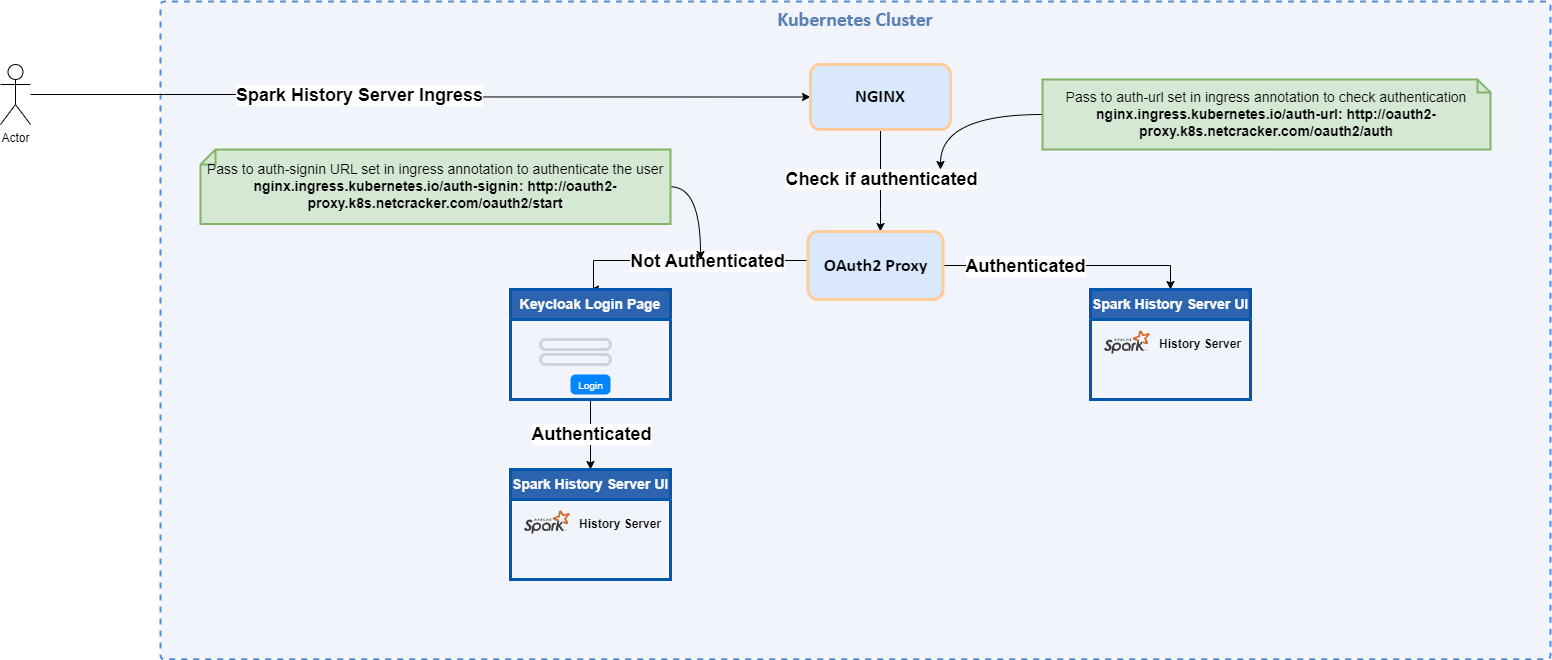 Kubernetes Cluster
Actor
Spark History Server Ingress
NGINX
Pass to auth-url set in ingress annotation to check authentication
nginx.ingress.kubernetes.io/auth-url: http://oauth2-
proxy.k8s.netcracker.com/oauth2/auth
Pass to auth-signin URL set in ingress annotation to authenticate the user
nginx.ingress.kubernetes.io/auth-signin: http://oauth2-
proxy.k8s.netcracker.com/oauth2/start
Check if authenticated
Not Authenticated
OAuth2 Proxy
Authenticated
Keycloak Login Page
Login
Spark History Server UI
APACHE
Spark
History Server
Authenticated
Spark History Server UI
APACHE
Spark
History Server